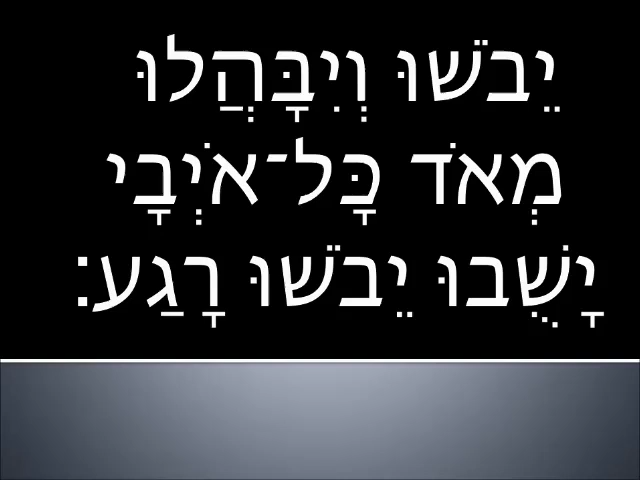 יֵבֹשׁוּ וְיִבָּהֲלוּ
מְאֹד כָּל־אֹיְבָי
יָשֻׁבוּ יֵבֹשׁוּ רָגַע׃